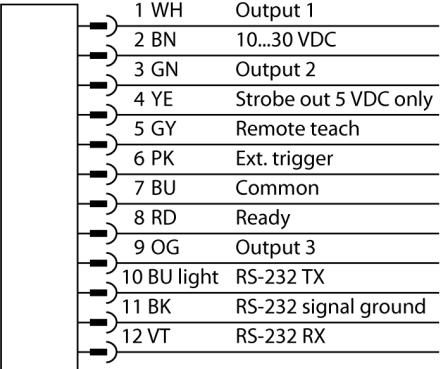 1 WH Output 1
2 BN 10...30 VDC
3 GN Output 2
4 YE Strobe out 5 VDC only
5 GY Remote teach
6 PK Ext. trigger
7 BU Common
8 RD Ready
9 OG Output 3
10 BU light RS-232 TX
11 BK RS-232 signal ground
12 VT RS-232 RX